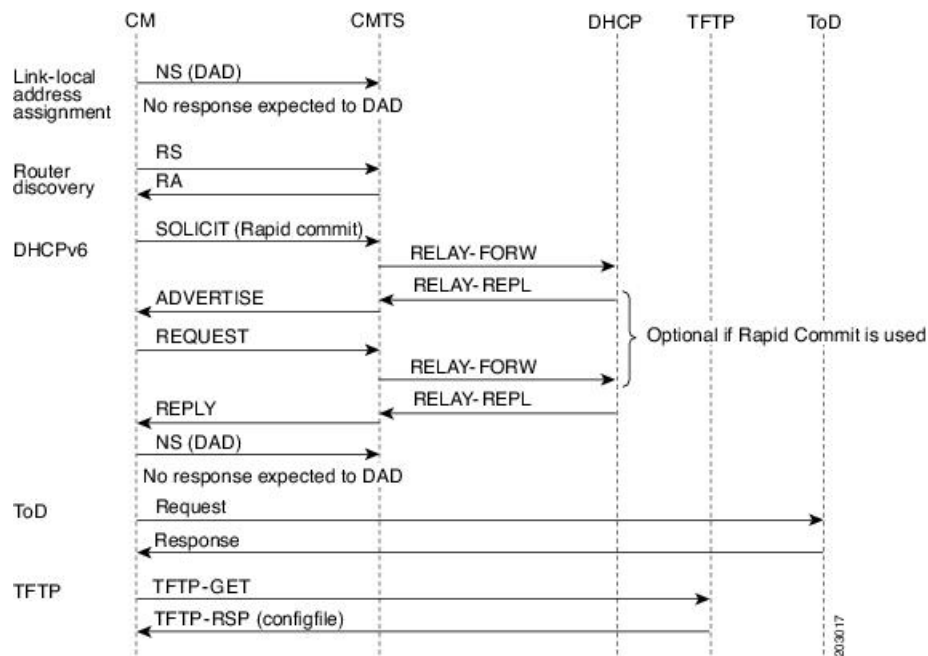 CM CMTS DHCP TFTP ToD
Link-local
address
assignment
NS (DAD)
No response expected to DAD
Router
discovery
RS
RA
DHCPv6
SOLICIT (Rapid commit)
RELAY-FORW
RELAY-REPL
ADVERTISE
REQUEST
Optional if Rapid Commit is used
RELAY-FORW
RELAY-REPL
REPLY
NS (DAD)
No response expected to DAD
ToD
Request
Response
TFTP
TFTP-GET
TFTP-RSP (configfile)
203017